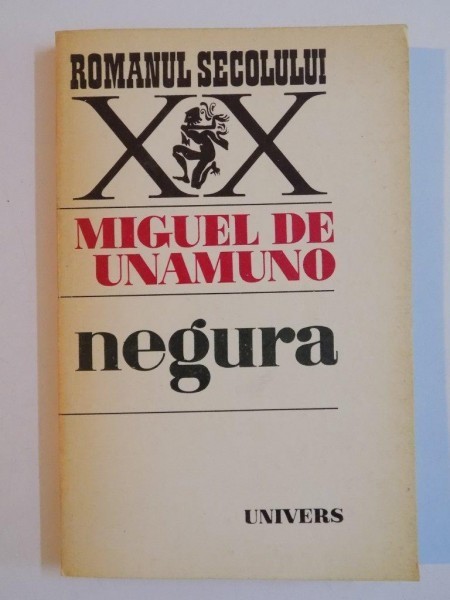 ROMANUL SECOLULUI
XX
MIGUEL DE
UNAMUNO
negura
UNIVERS